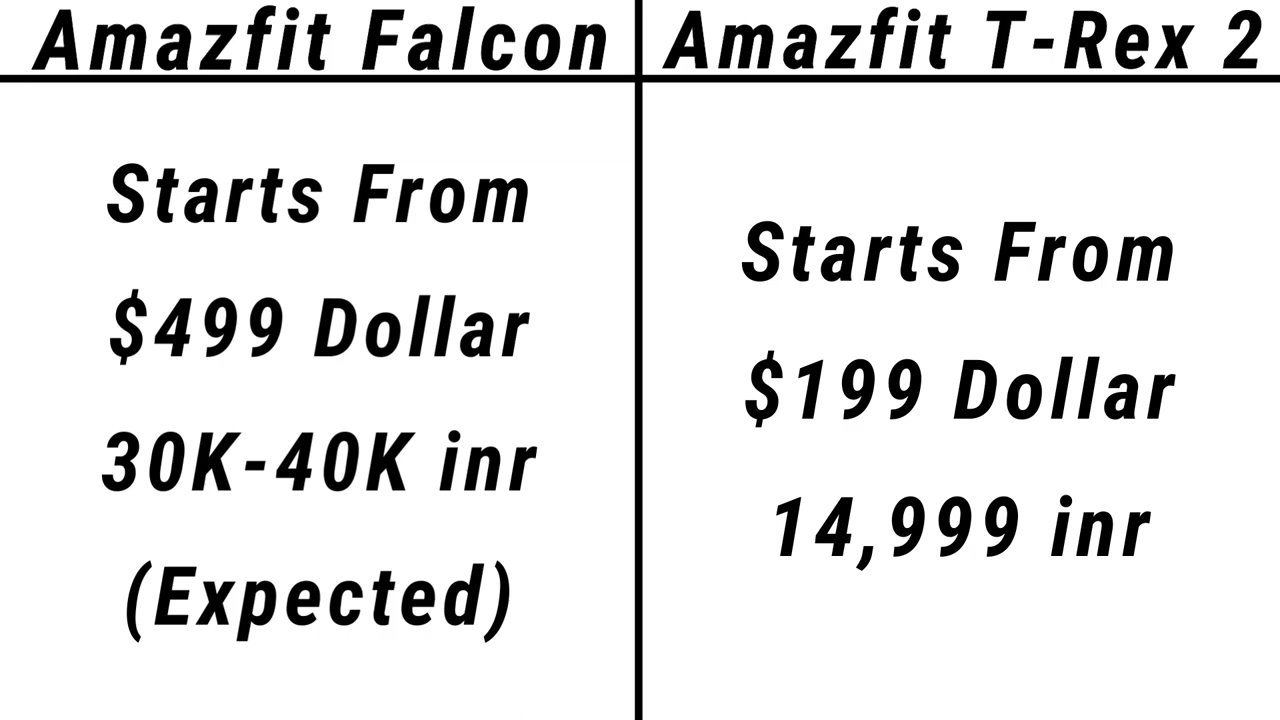 Amazfit Falcon
Starts From
$499 Dollar
30K-40K inr
(Expected)
Amazfit T-Rex 2
Starts From
$199 Dollar
14,999 inr